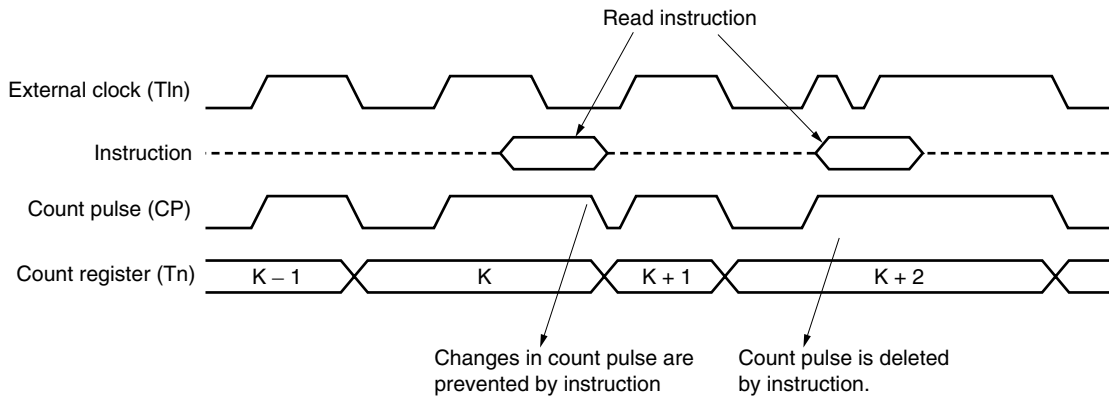 Read instruction
External clock (TIn)
Instruction
Count pulse (CP)
Count register (Tn)
K – 1
K
K + 1
K + 2
Changes in count pulse are
prevented by instruction
Count pulse is deleted
by instruction.